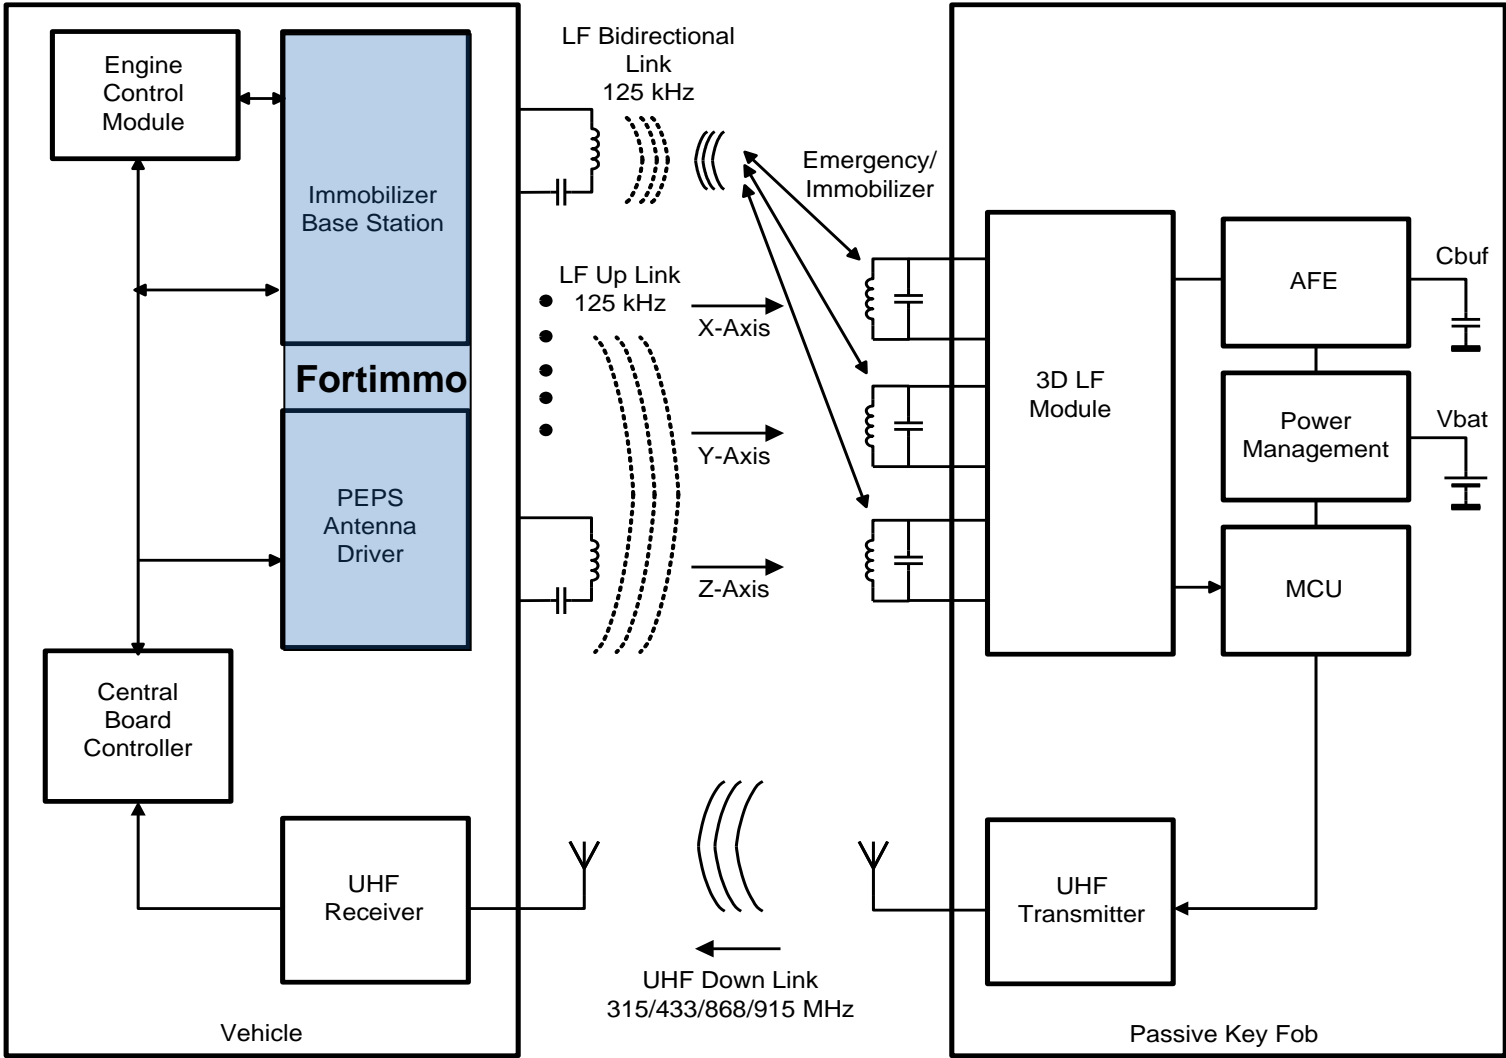 Engine
Control
Module
Immobilizer
Base Station
Fortimmo
PEPS
Antenna
Driver
Central
Board
Controller
UHF
Receiver
Vehicle
LF Bidirectional
Link
125 kHz
Emergency/
Immobilizer
LF Up Link
125 kHz
X-Axis
Y-Axis
Z-Axis
UHF Down Link
315/433/868/915 MHz
3D LF
Module
AFE
Cbuf
Power
Management
Vbat
MCU
UHF
Transmitter
Passive Key Fob